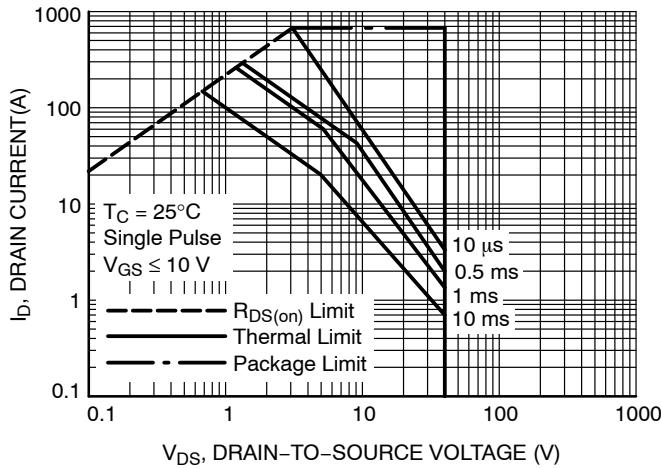 1000
100
10
1
0.1
I_D, DRAIN CURRENT(A)
T_C = 25°C
Single Pulse
V_GS ≤ 10 V
R_DS(on) Limit
Thermal Limit
Package Limit
10 μs
0.5 ms
1 ms
10 ms
0.1
1
10
100
1000
V_DS, DRAIN−TO−SOURCE VOLTAGE (V)